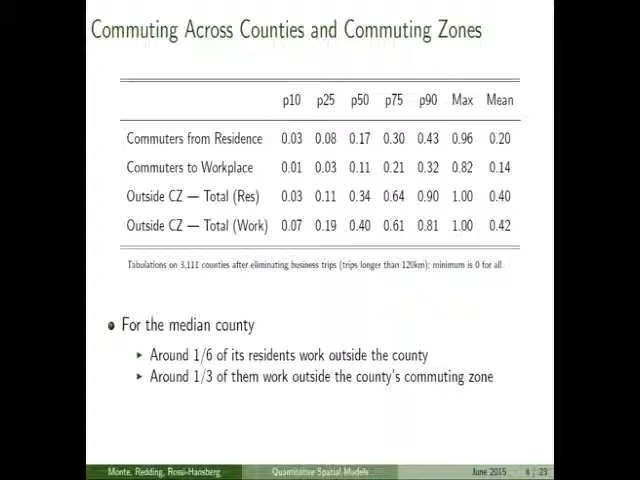 Commuting Across Counties and Commuting Zones
p10 p25 p50 p75 p90 Max Mean
Commuters from Residence 0.03 0.08 0.17 0.30 0.43 0.96 0.20
Commuters to Workplace 0.01 0.03 0.11 0.21 0.32 0.82 0.14
Outside CZ — Total (Res) 0.03 0.11 0.34 0.64 0.90 1.00 0.40
Outside CZ — Total (Work) 0.07 0.19 0.40 0.61 0.81 1.00 0.42
Tabulations on 3,111 counties after eliminating business trips (trips longer than 120km); minimum is 0 for all.
For the median county
Around 1/6 of its residents work outside the county
Around 1/3 of them work outside the county's commuting zone
Monte, Redding, Rossi-Hansberg Quantitative Spatial Models June 2015 / 23